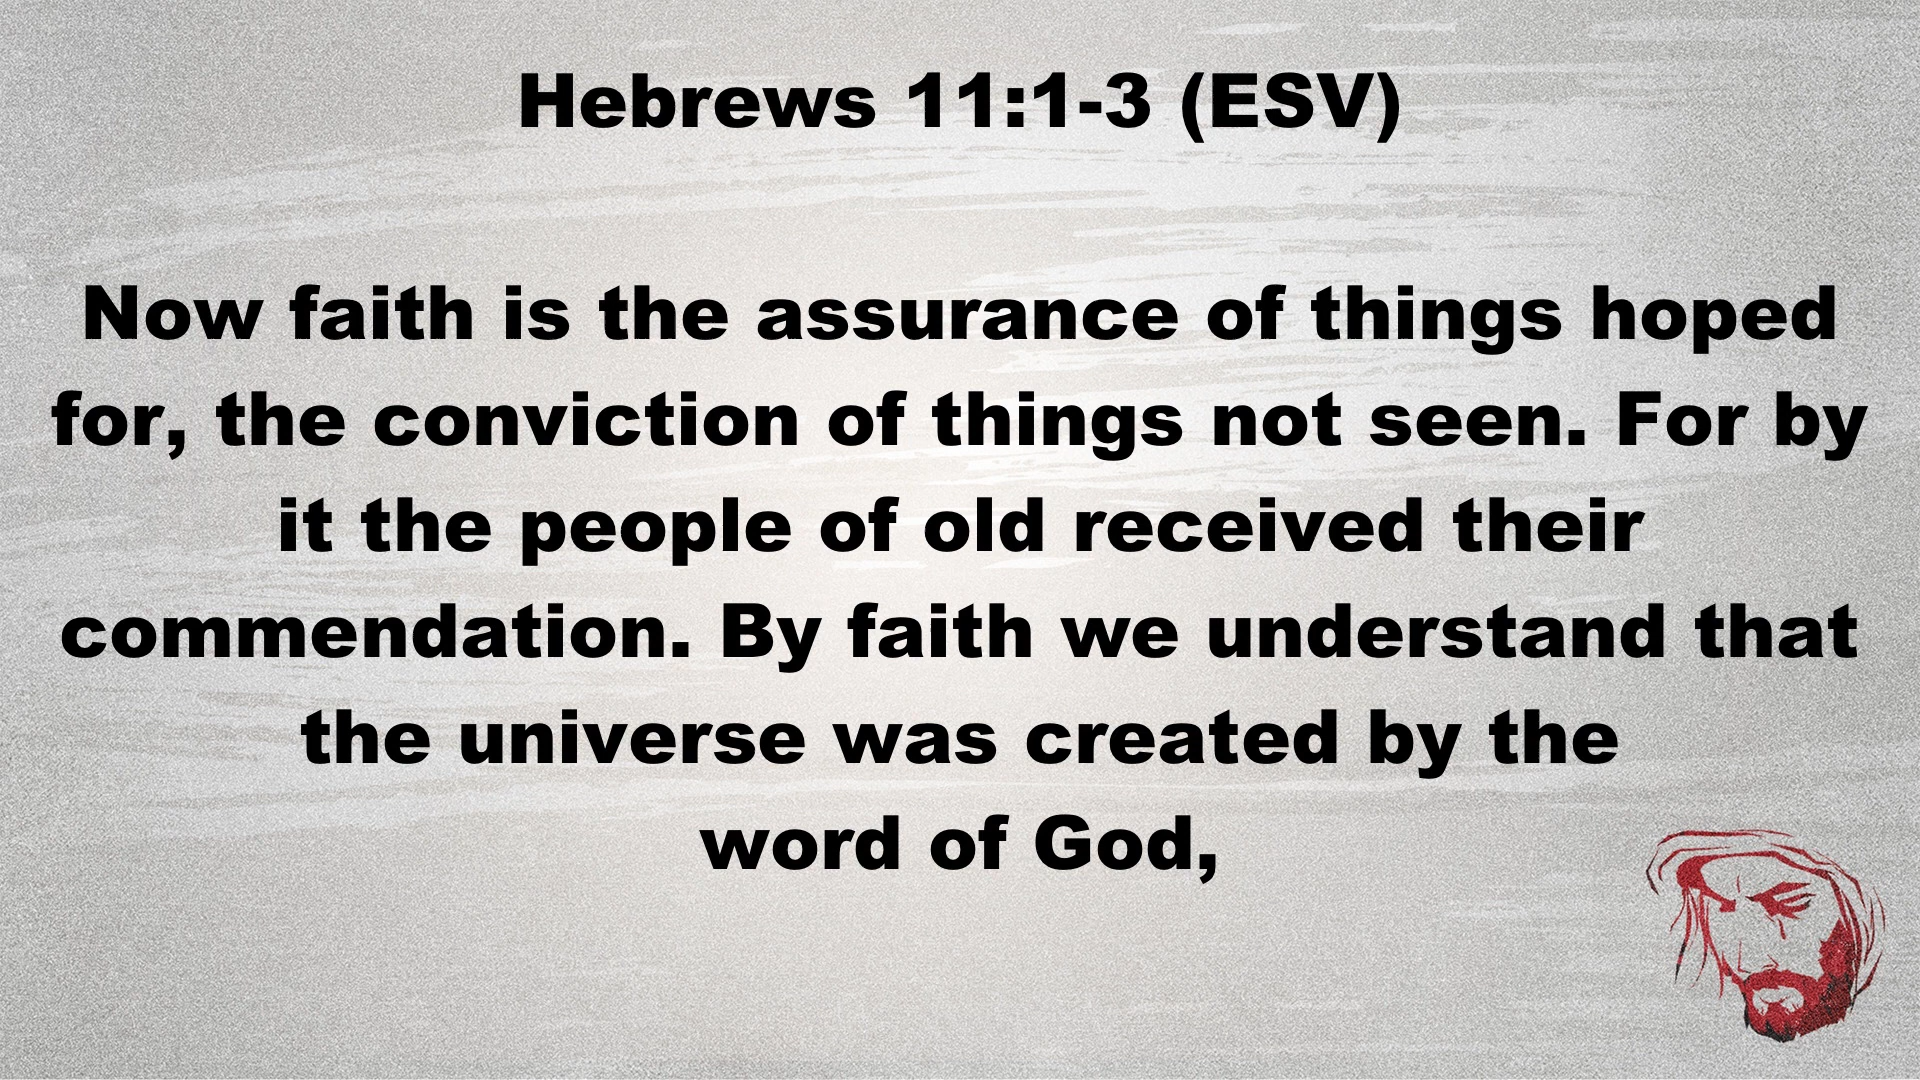 Hebrews 11:1-3 (ESV)
Now faith is the assurance of things hoped
for, the conviction of things not seen. For by
it the people of old received their
commendation. By faith we understand that
the universe was created by the
word of God,